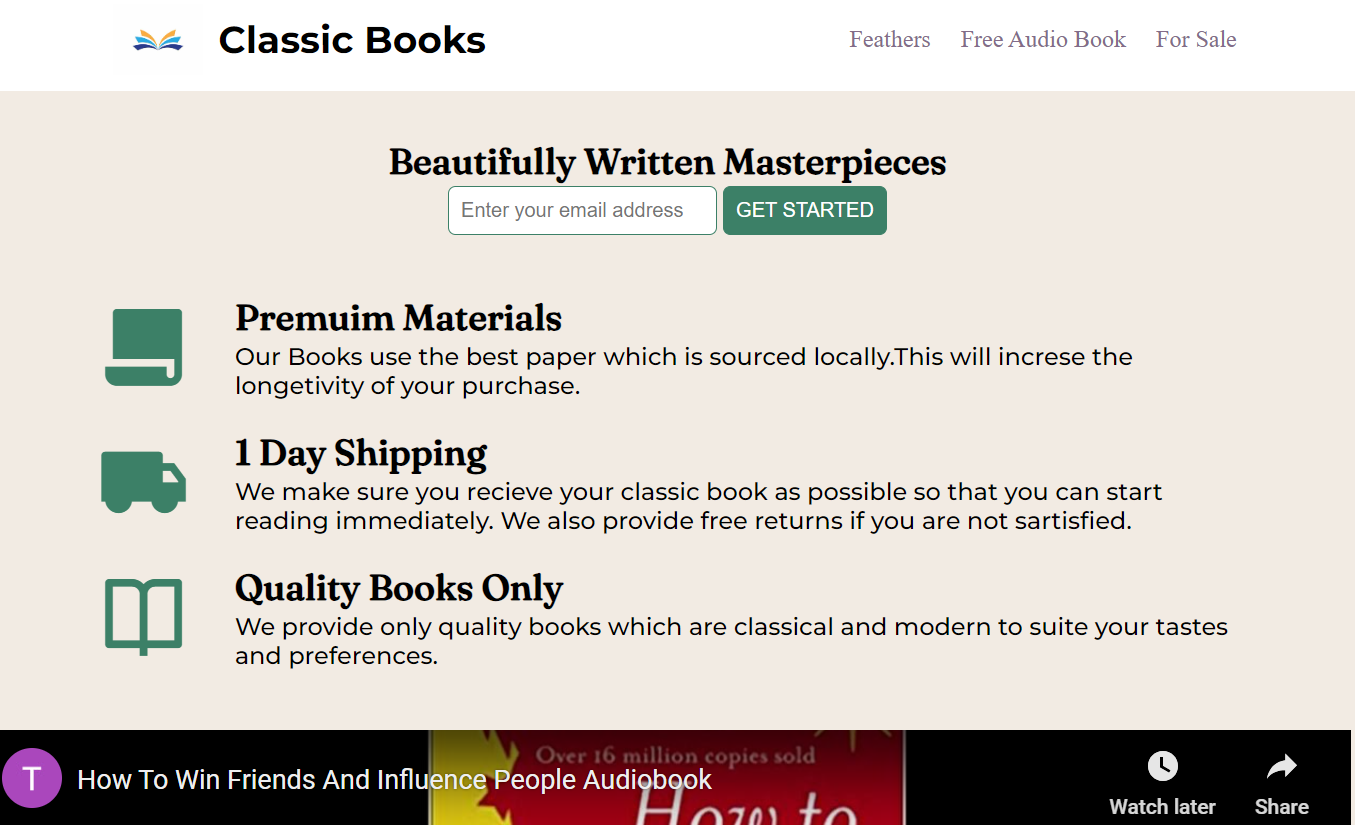 Classic Books
Feathers Free Audio Book For Sale
Beautifully Written Masterpieces
Enter your email address GET STARTED
Premuim Materials
Our Books use the best paper which is sourced locally.This will increse the
longetivity of your purchase.
1 Day Shipping
We make sure you recieve your classic book as possible so that you can start
reading immediately. We also provide free returns if you are not sartisfied.
Quality Books Only
We provide only quality books which are classical and modern to suite your tastes
and preferences.
Over 16 million copies sold
T How To Win Friends And Influence People Audiobook
How to
Watch later Share